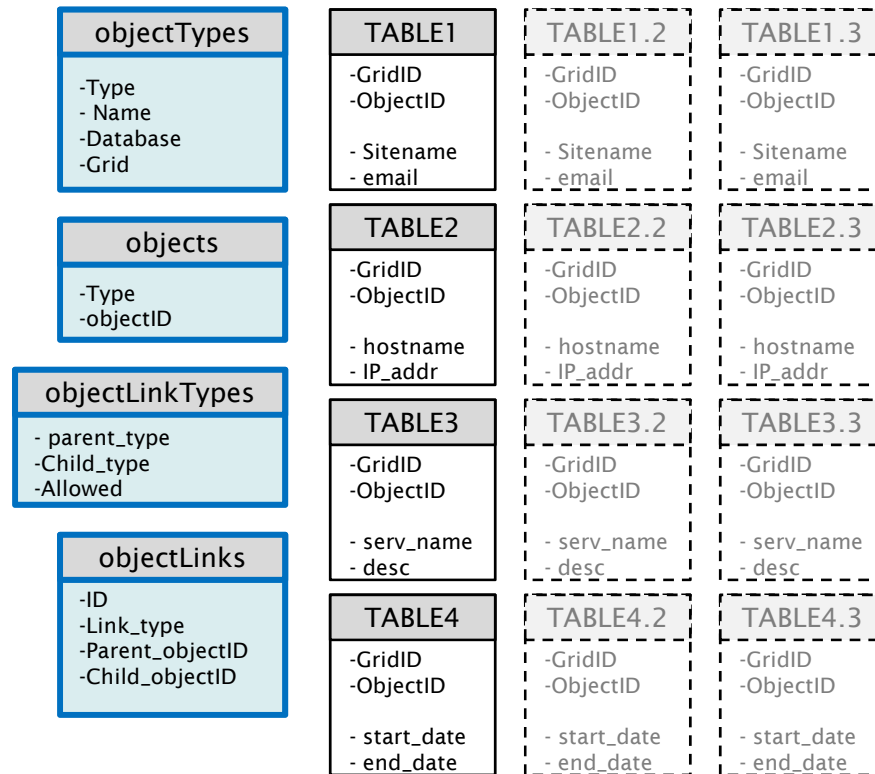 objectTypes
-Type
- Name
-Database
-Grid
objects
-Type
-objectID
objectLinkTypes
- parent_type
-Child_type
-Allowed
objectLinks
-ID
-Link_type
-Parent_objectID
-Child_objectID
TABLE1
-GridID
-ObjectID
- Sitename
- email
TABLE1.2
-GridID
-ObjectID
- Sitename
- email
TABLE1.3
-GridID
-ObjectID
- Sitename
- email
TABLE2
-GridID
-ObjectID
- hostname
- IP_addr
TABLE2.2
-GridID
-ObjectID
- hostname
- IP_addr
TABLE2.3
-GridID
-ObjectID
- hostname
- IP_addr
TABLE3
-GridID
-ObjectID
- serv_name
- desc
TABLE3.2
-GridID
-ObjectID
- serv_name
- desc
TABLE3.3
-GridID
-ObjectID
- serv_name
- desc
TABLE4
-GridID
-ObjectID
- start_date
- end_date
TABLE4.2
-GridID
-ObjectID
- start_date
- end_date
TABLE4.3
-GridID
-ObjectID
- start_date
- end_date